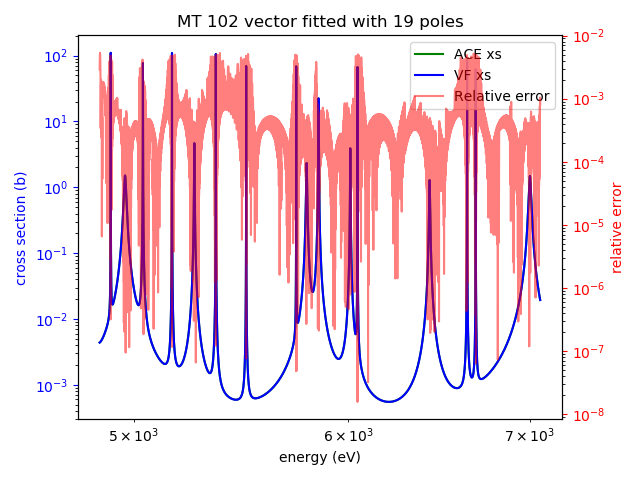 MT 102 vector fitted with 19 poles
ACE xs
VF xs
Relative error
cross section (b)
10²
10¹
10⁰
10⁻¹
10⁻²
10⁻³
relative error
10⁻²
10⁻³
10⁻⁴
10⁻⁵
10⁻⁶
10⁻⁷
10⁻⁸
5 × 10³ 6 × 10³ 7 × 10³
energy (eV)